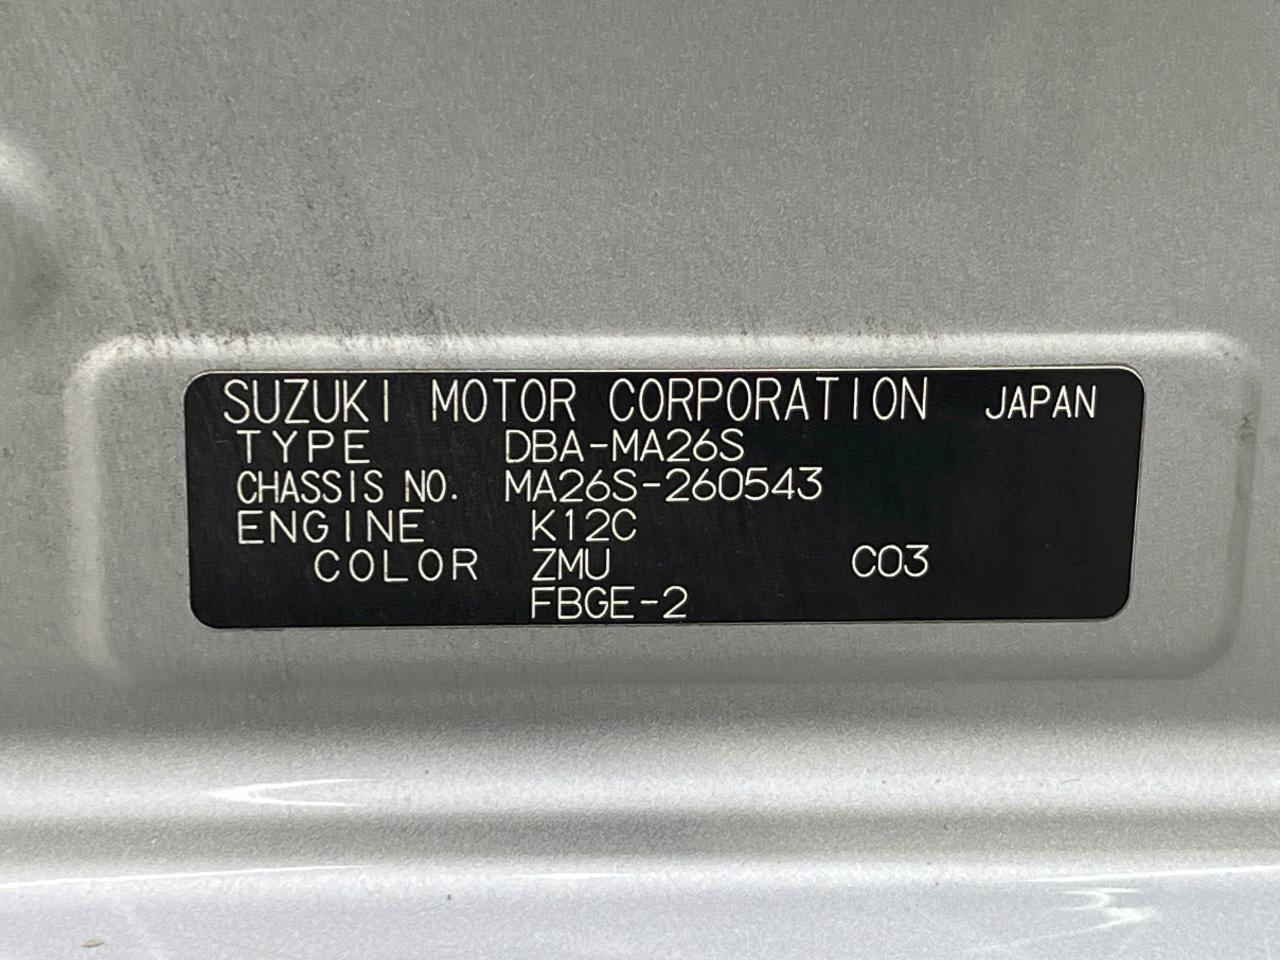 SUZUKI MOTOR CORPORATION JAPAN
TYPE DBA-MA26S
CHASSIS NO. MA26S-260543
ENGINE K12C
COLOR ZMU C03
FBGE-2